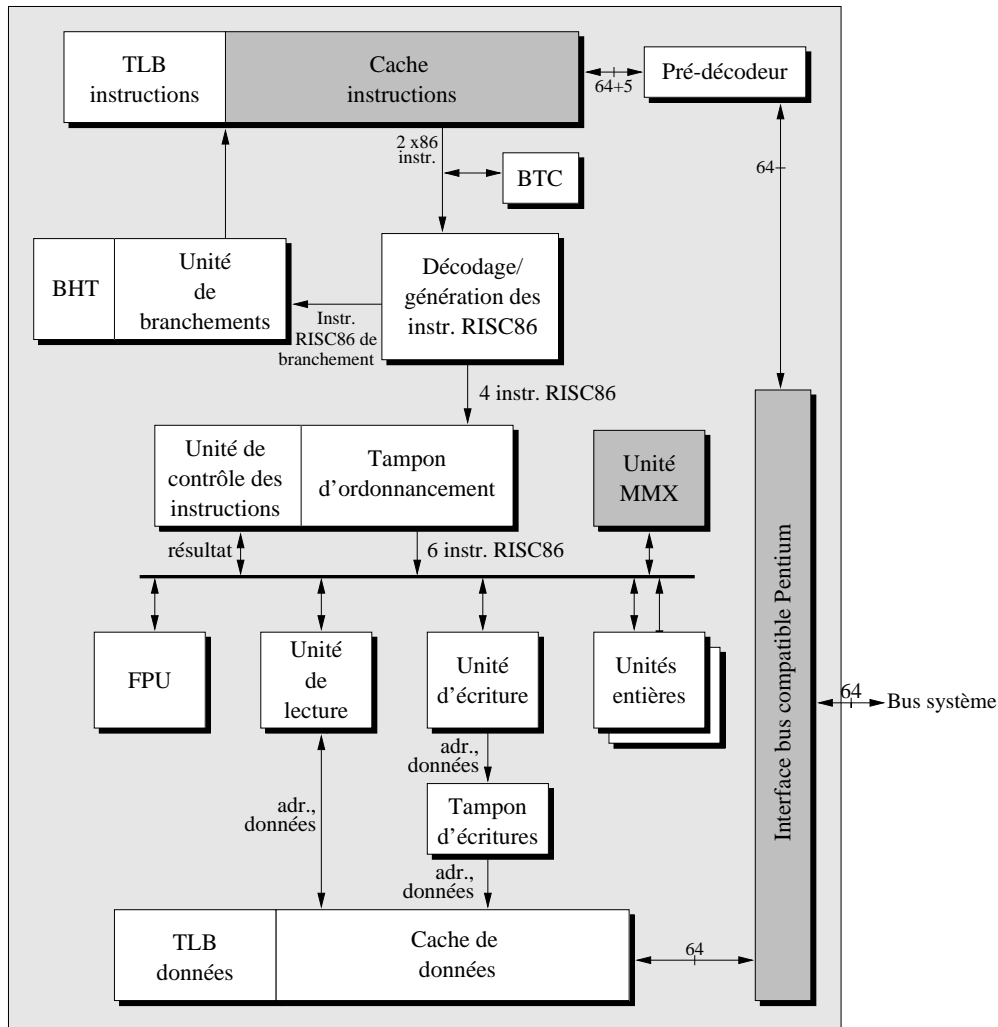 TLB
instructions
Cache
instructions
64+5
Pré-décodeur
2 x86
instr.
BTC
64
BHT
Unité
de
branchements
Instr.
RISC86 de
branchement
Décodage/
génération des
instr. RISC86
4 instr. RISC86
Unité de
contrôle des
instructions
Tampon
d'ordonnancement
Unité
MMX
résultat
6 instr. RISC86
FPU
Unité
de
lecture
Unité
d'écriture
Unités
entières
Interface bus compatible Pentium
64
Bus système
adr.,
données
Tampon
d'écritures
adr.,
données
adr.,
données
TLB
données
Cache de
données
64